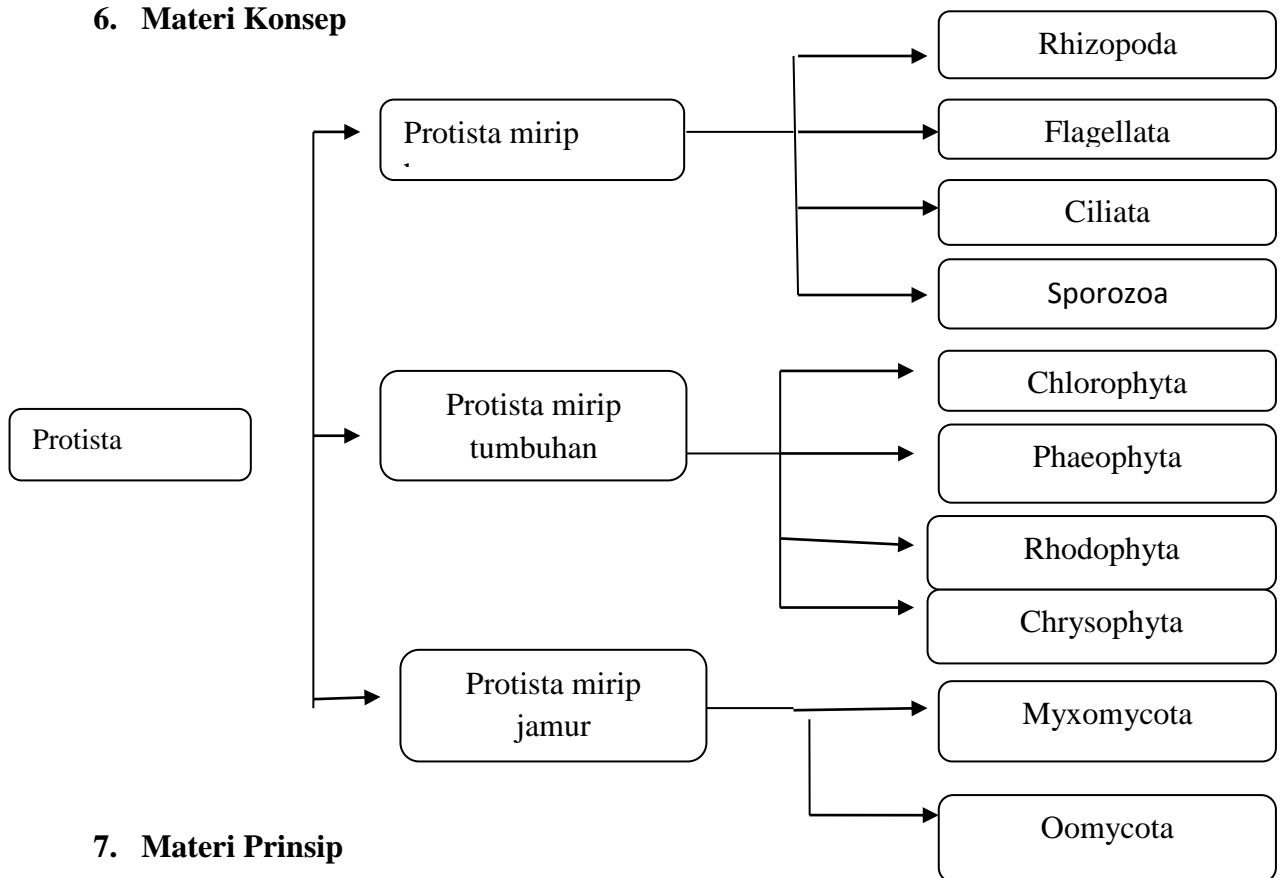 6. Materi Konsep
Protista
Protista mirip
Rhizopoda
Flagellata
Ciliata
Sporozoa
Protista mirip
tumbuhan
Chlorophyta
Phaeophyta
Rhodophyta
Chrysophyta
Protista mirip
jamur
Myxomycota
Oomycota
7. Materi Prinsip